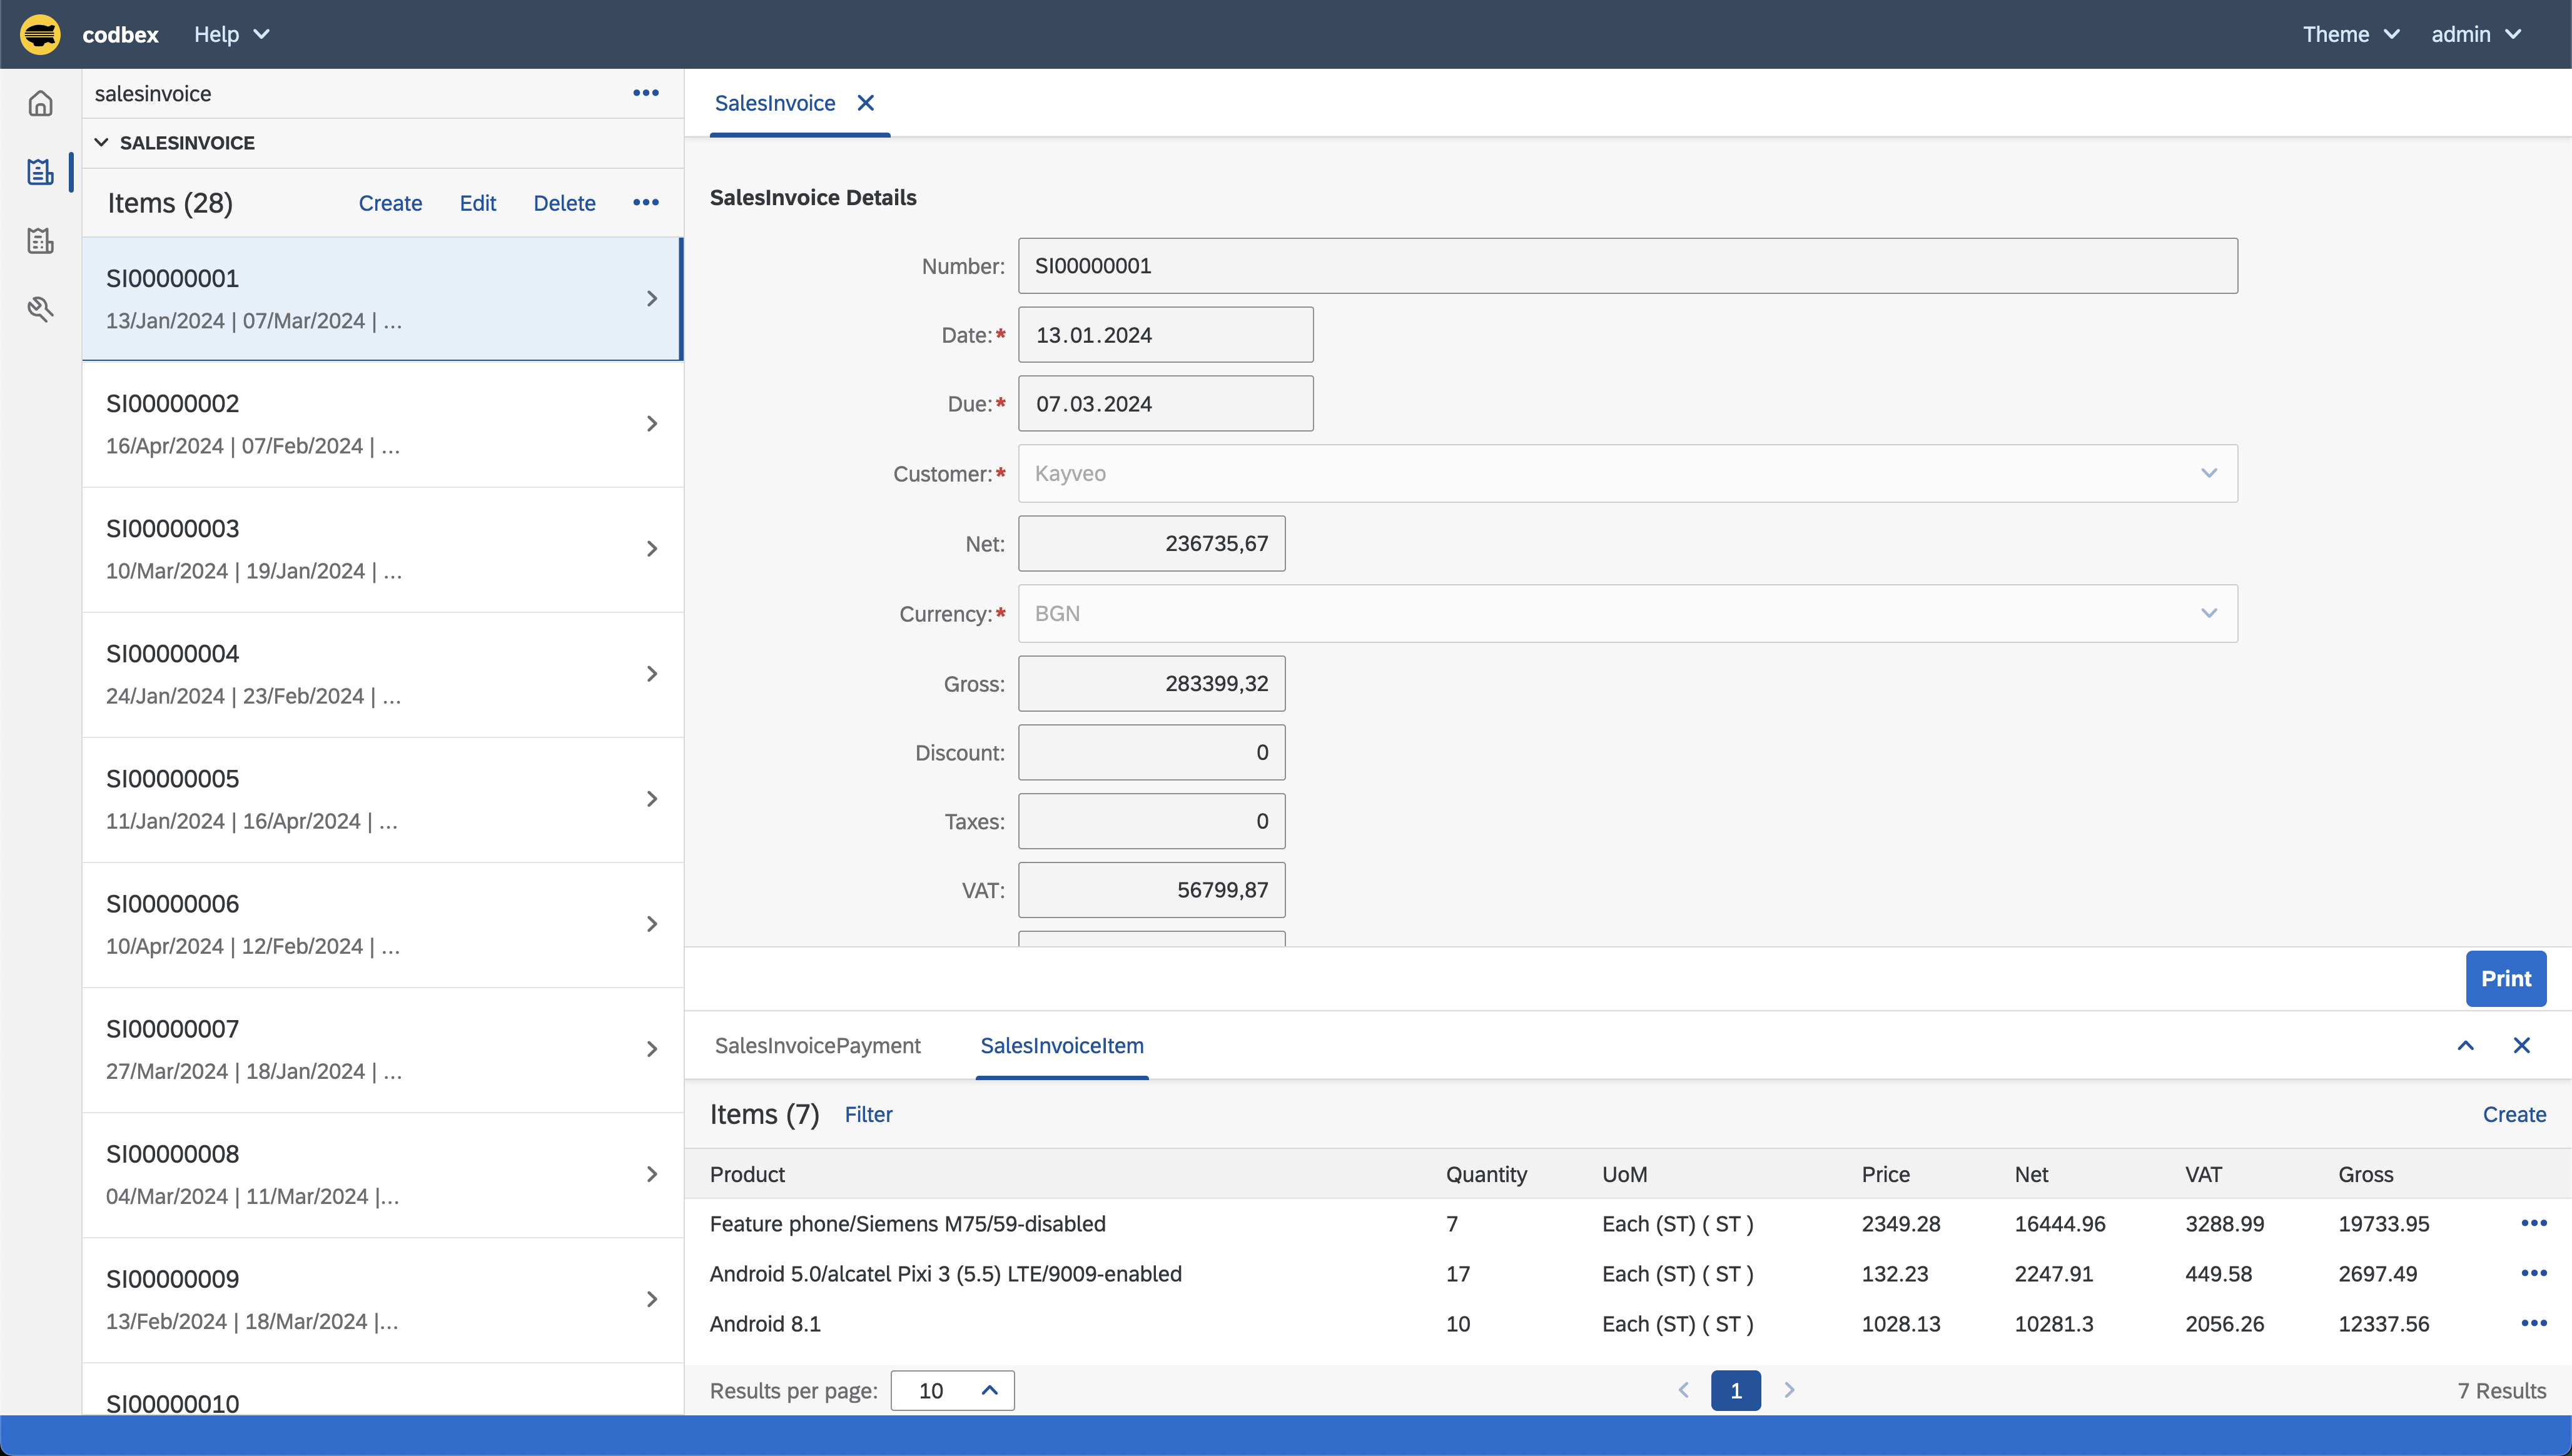 codbex Help Theme admin
salesinvoice
SALESINVOICE
Items (28) Create Edit Delete
SI00000001
13/Jan/2024 | 07/Mar/2024 | ...
SI00000002
16/Apr/2024 | 07/Feb/2024 | ...
SI00000003
10/Mar/2024 | 19/Jan/2024 | ...
SI00000004
24/Jan/2024 | 23/Feb/2024 | ...
SI00000005
11/Jan/2024 | 16/Apr/2024 | ...
SI00000006
10/Apr/2024 | 12/Feb/2024 | ...
SI00000007
27/Mar/2024 | 18/Jan/2024 | ...
SI00000008
04/Mar/2024 | 11/Mar/2024 |...
SI00000009
13/Feb/2024 | 18/Mar/2024 |...
SI00000010
SalesInvoice
SalesInvoice Details
Number: SI00000001
Date:* 13.01.2024
Due:* 07.03.2024
Customer:* Kayveo
Net: 236735,67
Currency:* BGN
Gross: 283399,32
Discount: 0
Taxes: 0
VAT: 56799,87
Print
SalesInvoicePayment SalesInvoiceItem
Items (7) Filter Create
Product Quantity UoM Price Net VAT Gross
Feature phone/Siemens M75/59-disabled 7 Each (ST) ( ST ) 2349.28 16444.96 3288.99 19733.95
Android 5.0/alcatel Pixi 3 (5.5) LTE/9009-enabled 17 Each (ST) ( ST ) 132.23 2247.91 449.58 2697.49
Android 8.1 10 Each (ST) ( ST ) 1028.13 10281.3 2056.26 12337.56
Results per page: 10 1 7 Results